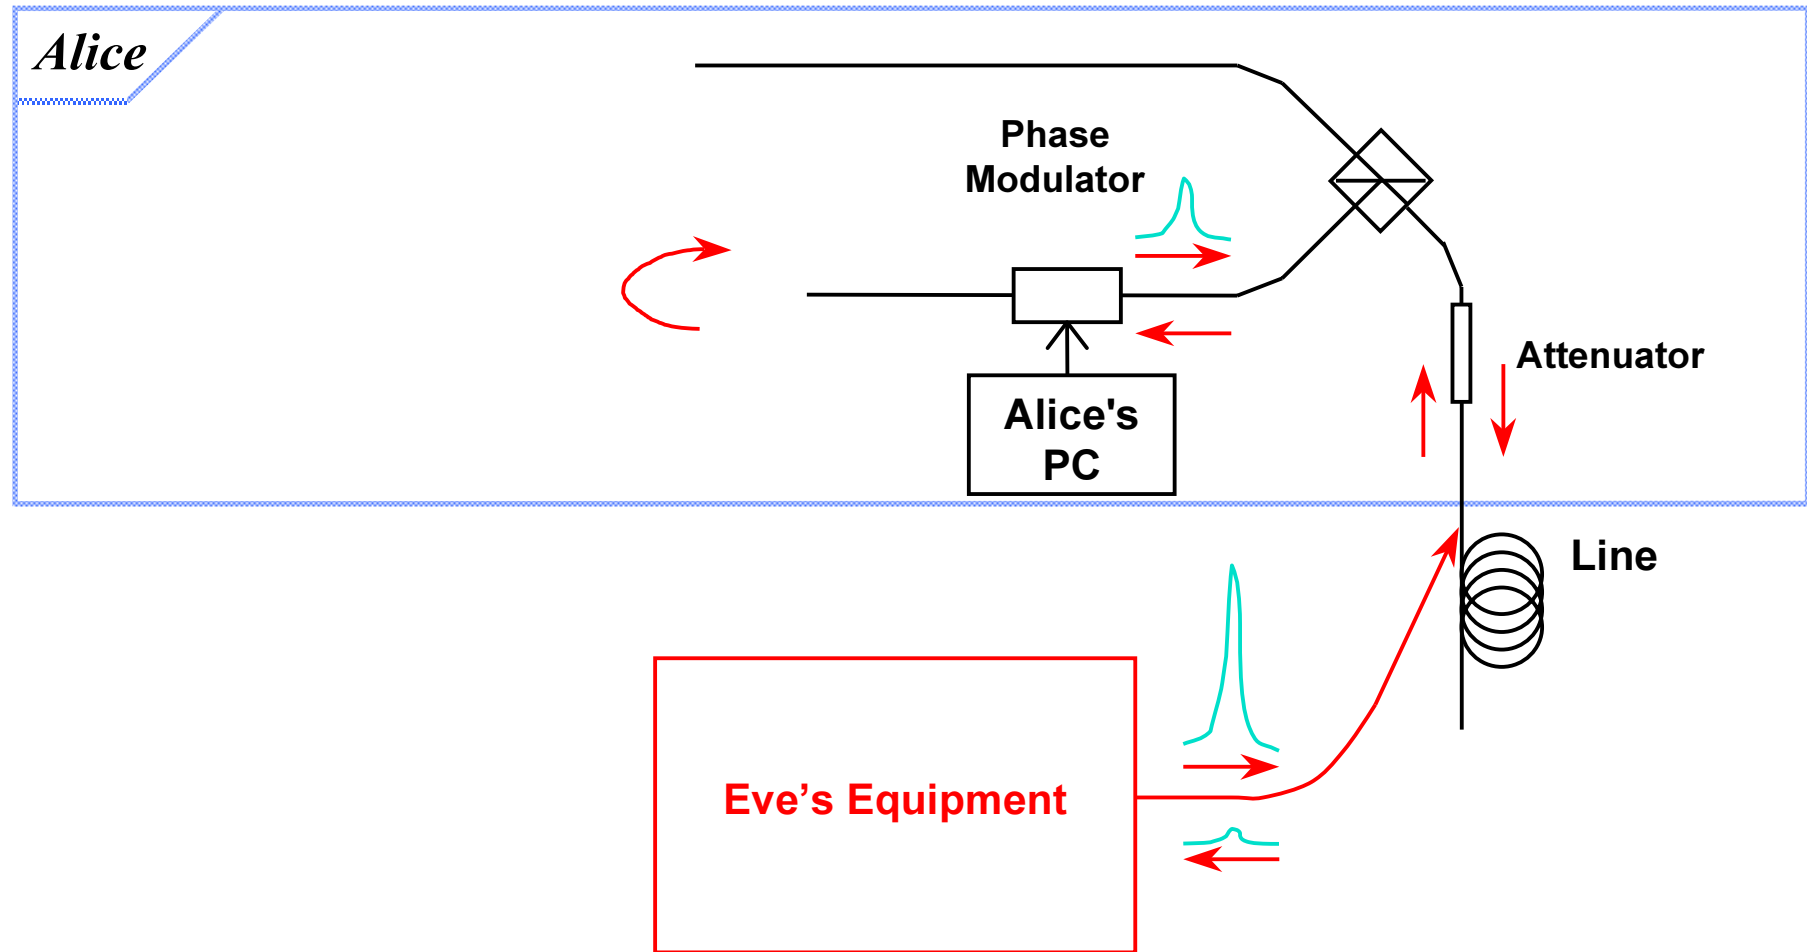 Alice
Phase
Modulator
Attenuator
Alice's
PC
Line
Eve’s Equipment